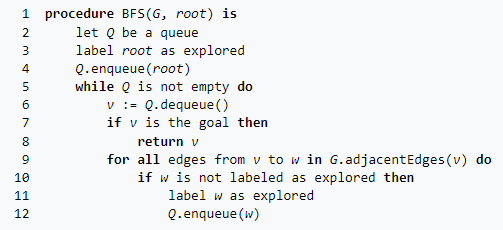 1 procedure BFS(G, root) is
2 let Q be a queue
3 label root as explored
4 Q.enqueue(root)
5 while Q is not empty do
6 v := Q.dequeue()
7 if v is the goal then
8 return v
9 for all edges from v to w in G.adjacentEdges(v) do
10 if w is not labeled as explored then
11 label w as explored
12 Q.enqueue(w)